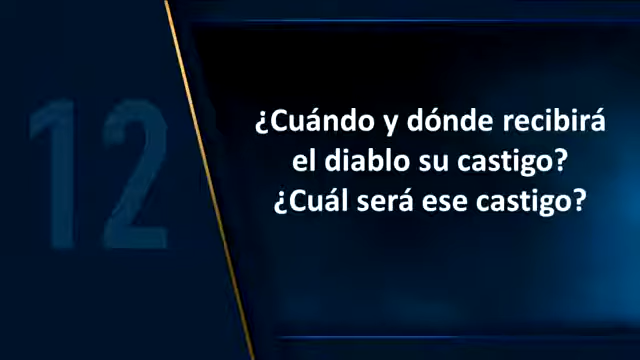 12
¿Cuándo y dónde recibirá
el diablo su castigo?
¿Cuál será ese castigo?